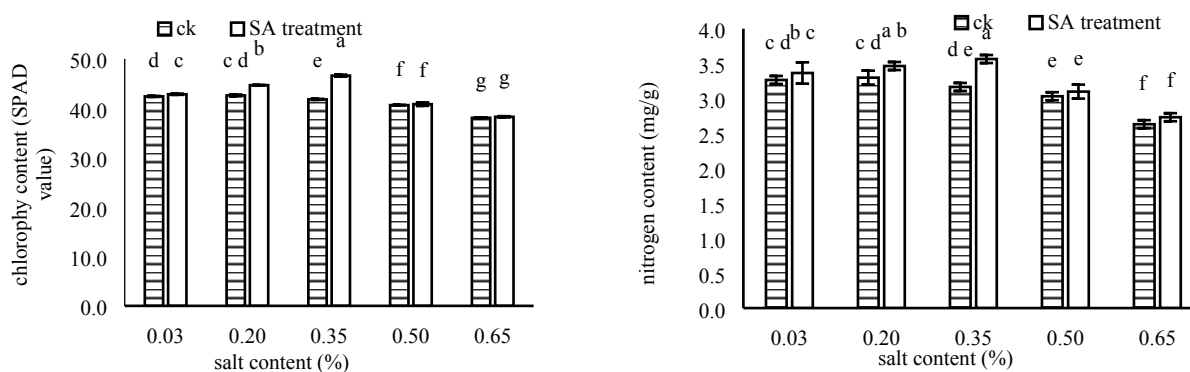 ck SA treatment
d c c d b e a f f g g
50.0
40.0
30.0
20.0
10.0
0.0
chlorophy content (SPAD
value)
0.03 0.20 0.35 0.50 0.65
salt content (%)
ck SA treatment
c d b c c d a b d e a e e f f
4.0
3.5
3.0
2.5
2.0
1.5
1.0
0.5
0.0
nitrogen content (mg/g)
0.03 0.20 0.35 0.50 0.65
salt content (%)